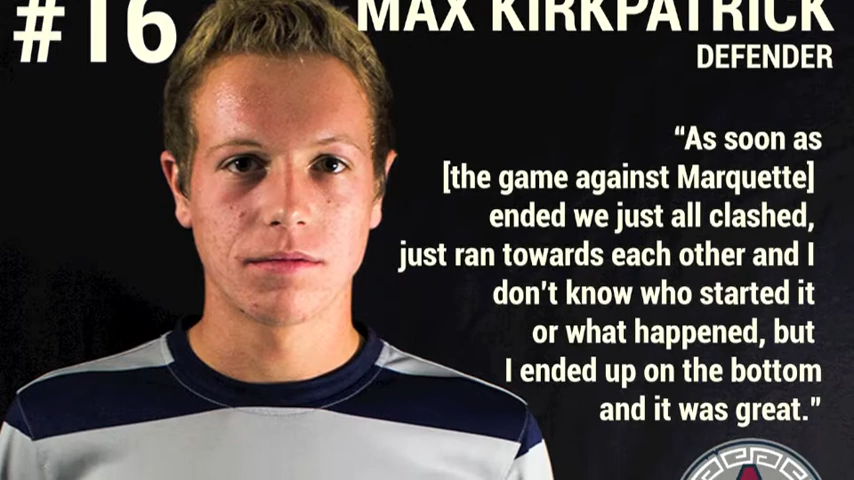 #16
MAX KIRKPATRICK
DEFENDER
“As soon as
[the game against Marquette]
ended we just all clashed,
just ran towards each other and I
don't know who started it
or what happened, but
I ended up on the bottom
and it was great.”